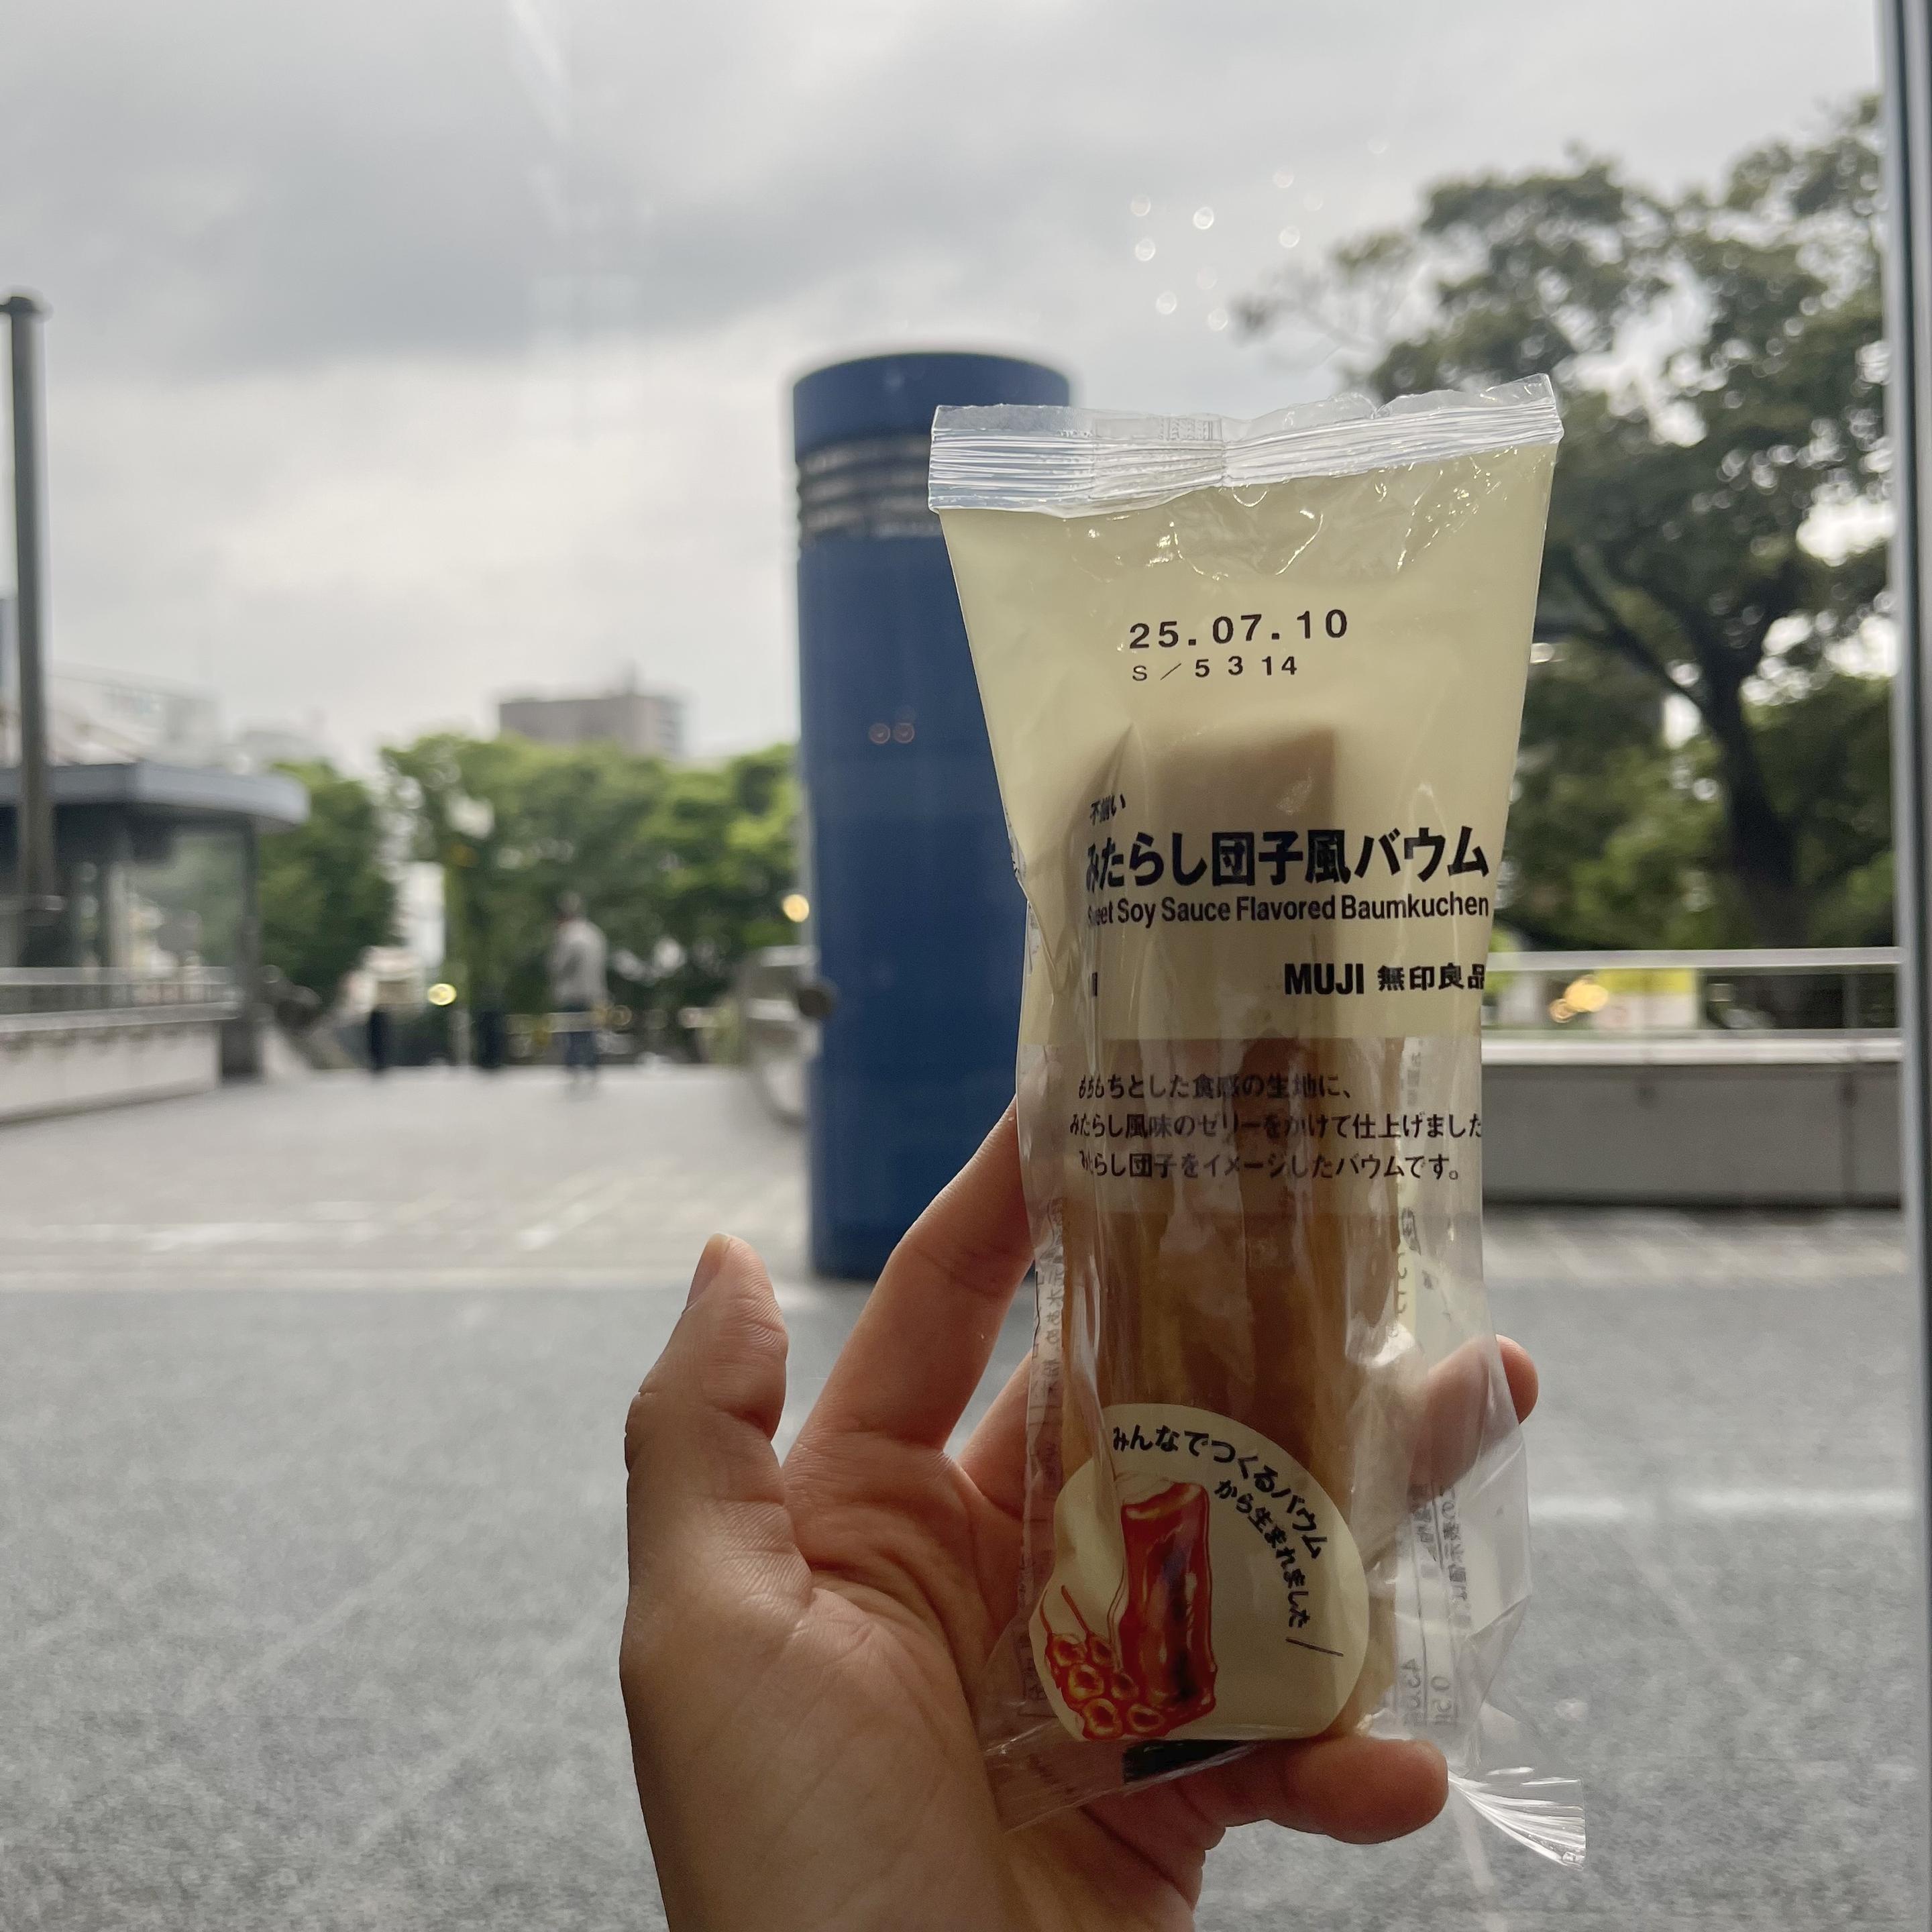 25.07.10
S/5 3 14
不揃い
みたらし団子風バウム
Sweet Soy Sauce Flavored Baumkuchen
MUJI 無印良品
もちもちとした食感の生地に、
みたらし風味のゼリーをかけて仕上げました
みたらし団子をイメージしたバウムです。
みんなでつくるバウム
から生まれました